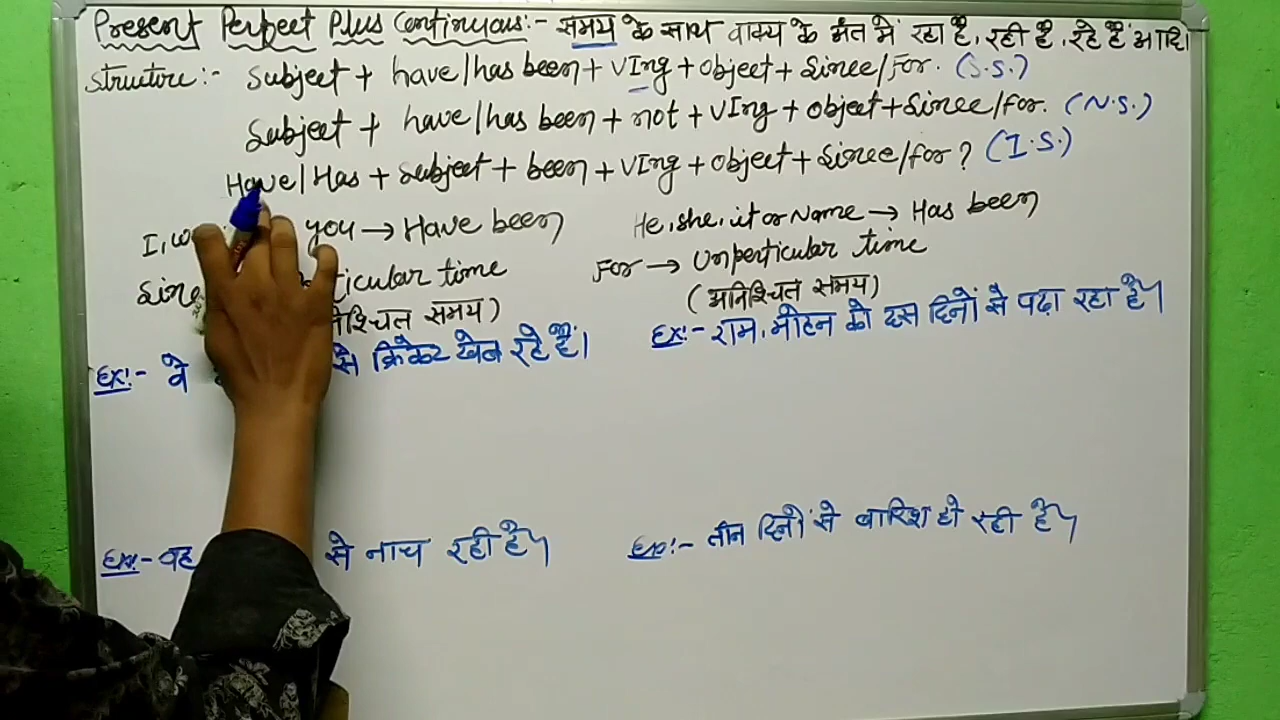 Present Perfect Plus Continuous:- समय के साथ वाक्य के अंत में रहा है, रही है, रहे हैं आदि।
Structure:- Subject + have/has been + VIng + Object + Since/For. (S.S.)
Subject + have/has been + not + VIng + object + Since/for. (N.S.)
Have/Has + Subject + been + VIng + object + Since/for? (I.S.)
I, you → Have been
He, she, it or Name → Has been
time
For → Unperticular time
समय)
(अनिश्चित समय)
Ex:- वे से क्रिकेट खेल रहे हैं।
Ex:- राम, मोहन को दस दिनों से पढ़ा रहा है।
Ex:- वह से नाच रही है।
Ex:- तीन दिनों से बारिश हो रही है।